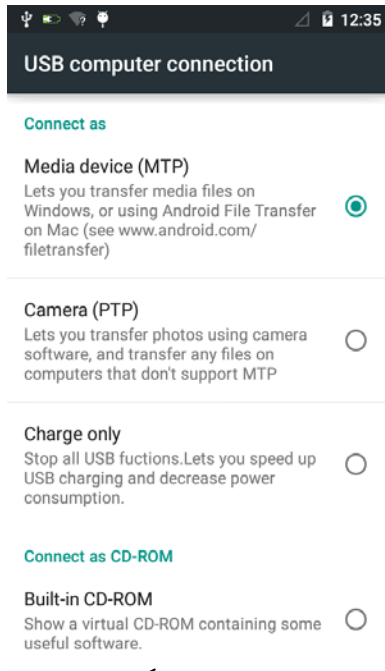 12:35
USB computer connection
Connect as
Media device (MTP)
Lets you transfer media files on
Windows, or using Android File Transfer
on Mac (see www.android.com/
filetransfer)
Camera (PTP)
Lets you transfer photos using camera
software, and transfer any files on
computers that don't support MTP
Charge only
Stop all USB fuctions.Lets you speed up
USB charging and decrease power
consumption.
Connect as CD-ROM
Built-in CD-ROM
Show a virtual CD-ROM containing some
useful software.